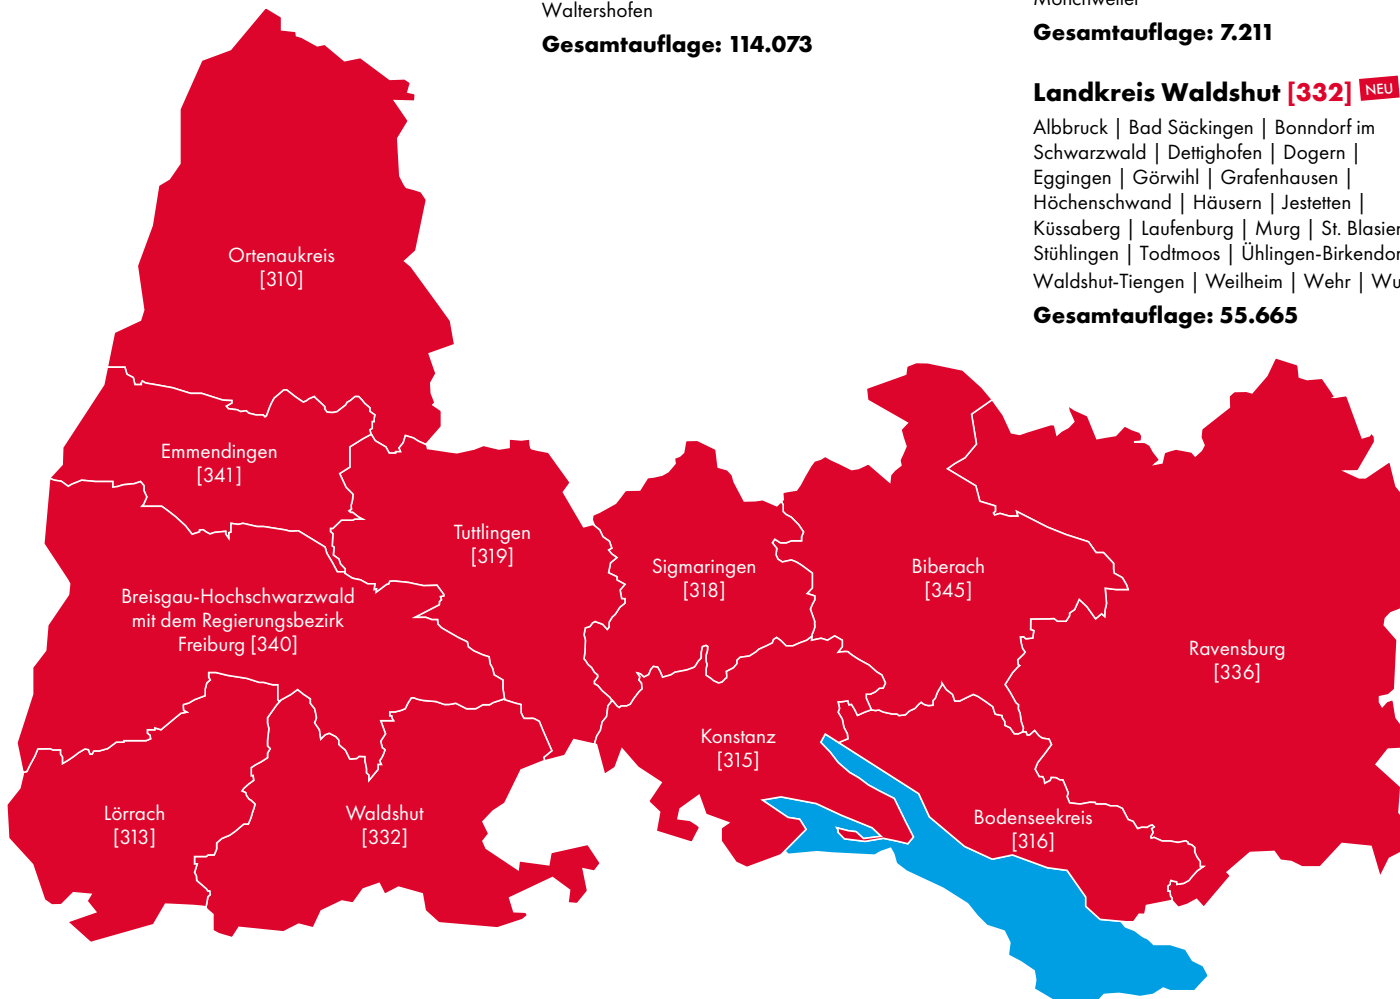 Waltershofen
Gesamtauflage: 114.073
Gesamtauflage: 7.211
Landkreis Waldshut [332] NEU
Albbruck | Bad Säckingen | Bonndorf im
Schwarzwald | Dettighofen | Dogern |
Eggingen | Görwihl | Grafenhausen |
Höchenschwand | Häusern | Jestetten |
Küssaberg | Laufenburg | Murg | St. Blasien
Stühlingen | Todtmoos | Ühlingen-Birkendor
Waldshut-Tiengen | Weilheim | Wehr | Wu
Gesamtauflage: 55.665
Ortenaukreis
[310]
Emmendingen
[341]
Tuttlingen
[319]
Sigmaringen
[318]
Biberach
[345]
Breisgau-Hochschwarzwald
mit dem Regierungsbezirk
Freiburg [340]
Ravensburg
[336]
Konstanz
[315]
Lörrach
[313]
Waldshut
[332]
Bodenseekreis
[316]